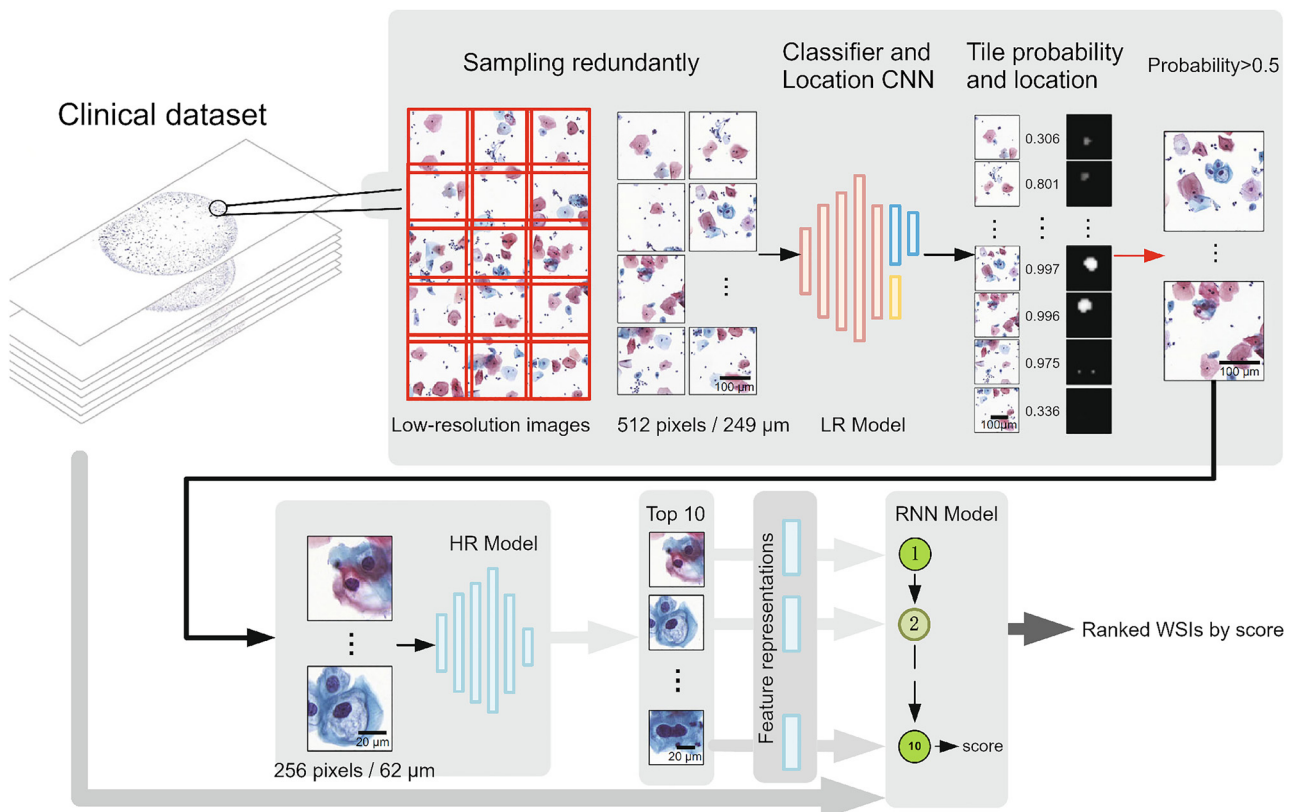 Clinical dataset
Sampling redundantly
Classifier and
Location CNN
Tile probability
and location
Probability>0.5
0.306
0.801
0.997
0.996
0.975
0.336
100 µm
100µm
100 µm
Low-resolution images
512 pixels / 249 µm
LR Model
HR Model
20 µm
256 pixels / 62 µm
Top 10
20 µm
Feature representations
RNN Model
1
2
10
score
Ranked WSIs by score